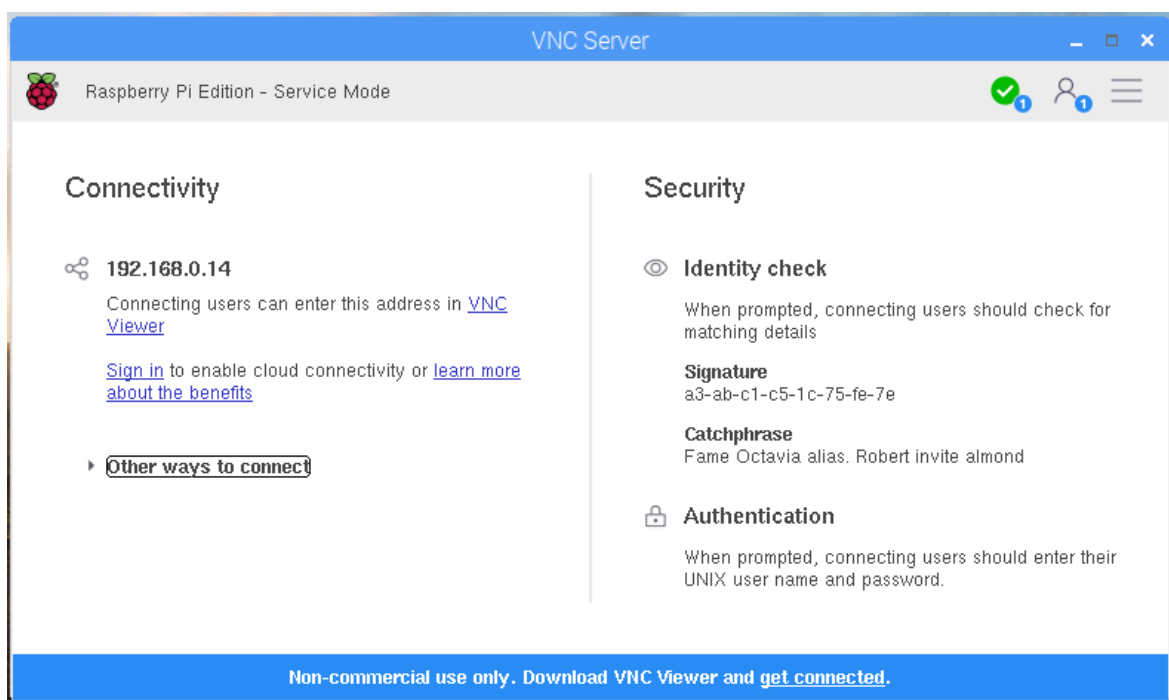 VNC Server
Raspberry Pi Edition - Service Mode
1
1
Connectivity
192.168.0.14
Connecting users can enter this address in VNC
Viewer
Sign in to enable cloud connectivity or learn more
about the benefits
Other ways to connect
Security
Identity check
When prompted, connecting users should check for
matching details
Signature
a3-ab-c1-c5-1c-75-fe-7e
Catchphrase
Fame Octavia alias. Robert invite almond
Authentication
When prompted, connecting users should enter their
UNIX user name and password.
Non-commercial use only. Download VNC Viewer and get connected.